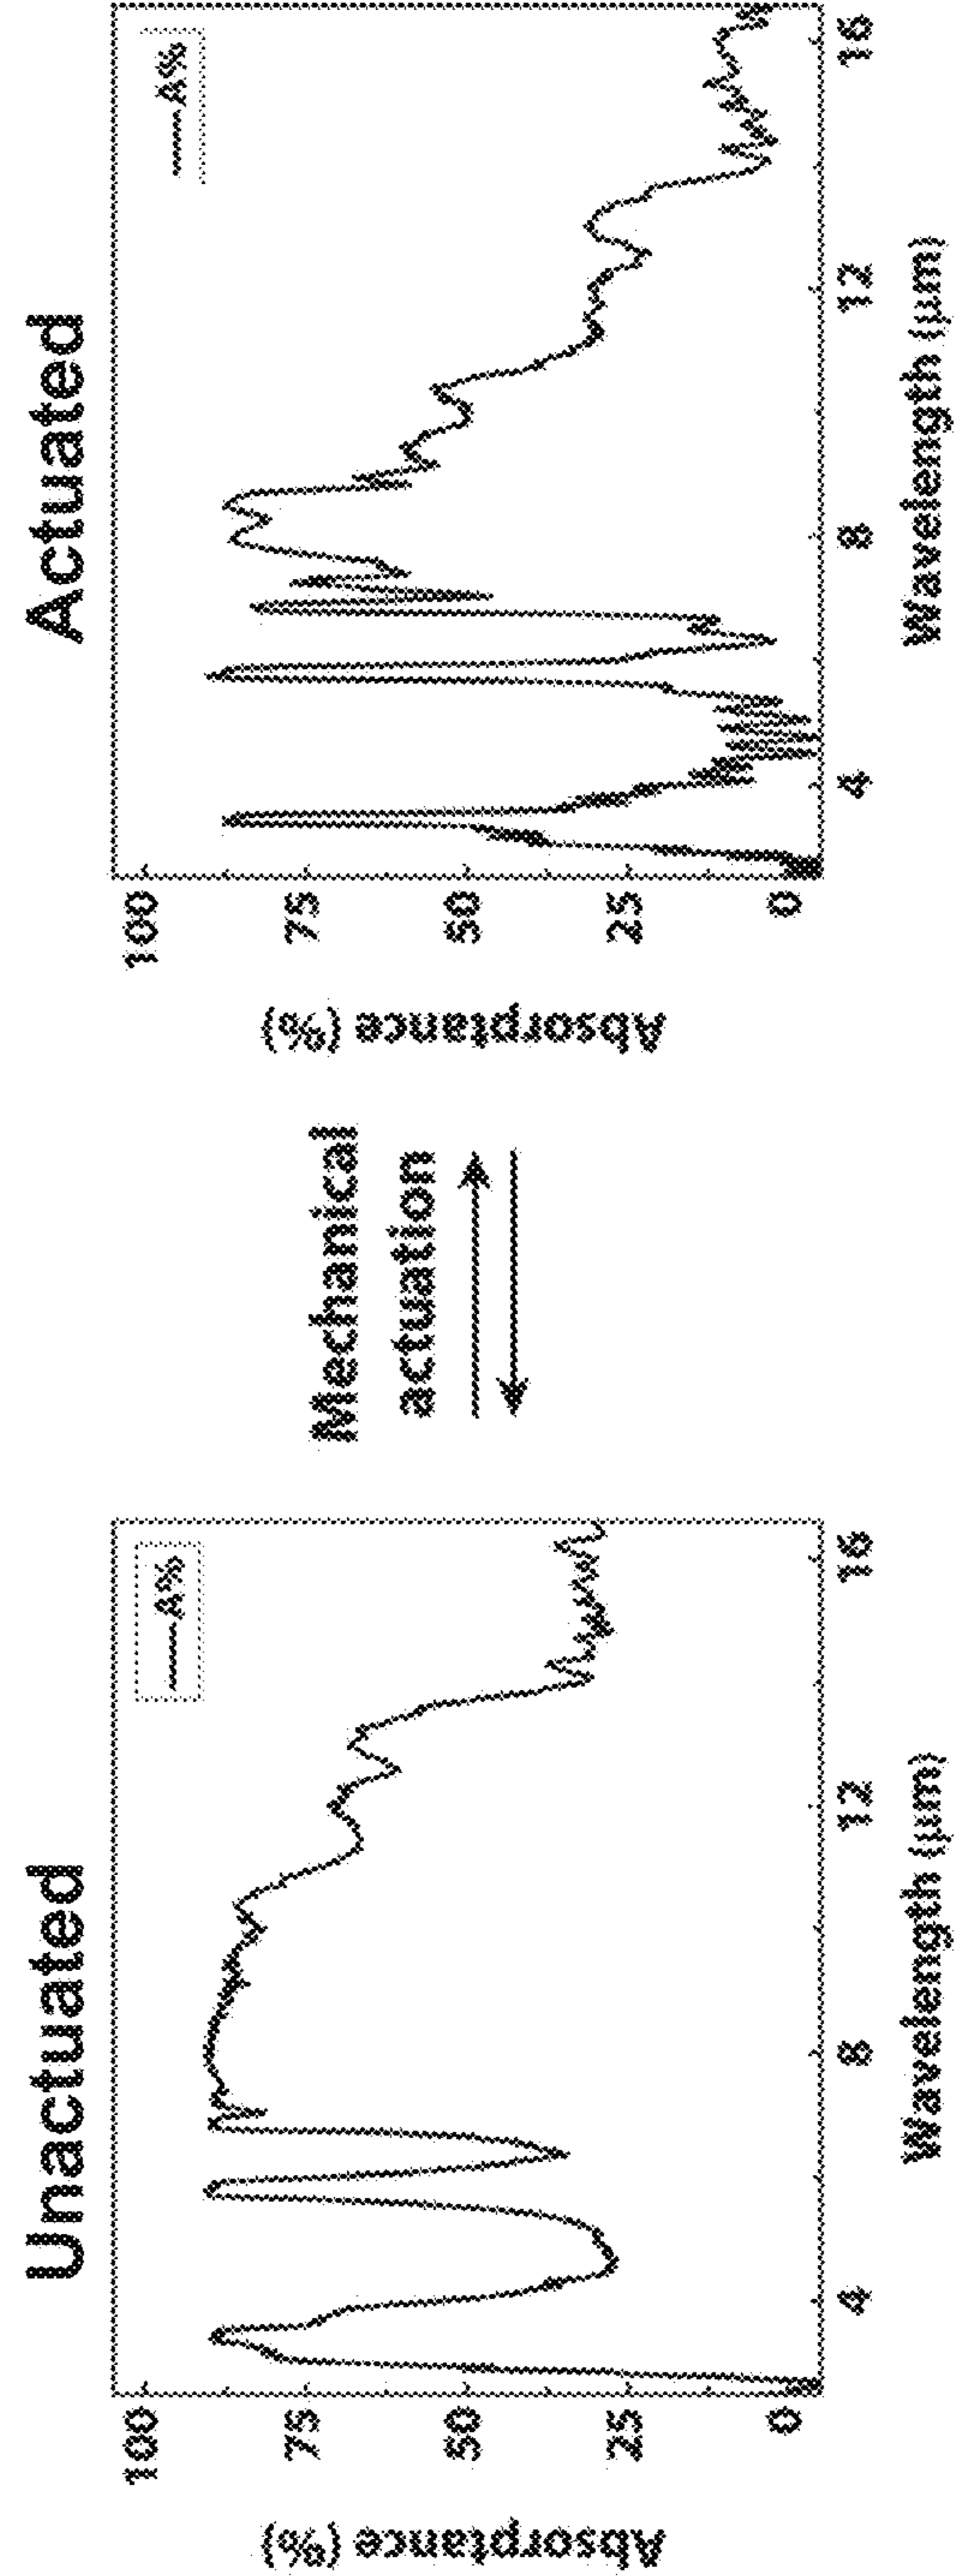 Unactuated
A%
100
75
50
25
0
Absorptance (%)
4
8
12
16
Wavelength (μm)
Mechanical
actuation
Actuated
A%
100
75
50
25
0
Absorptance (%)
4
8
12
16
Wavelength (μm)